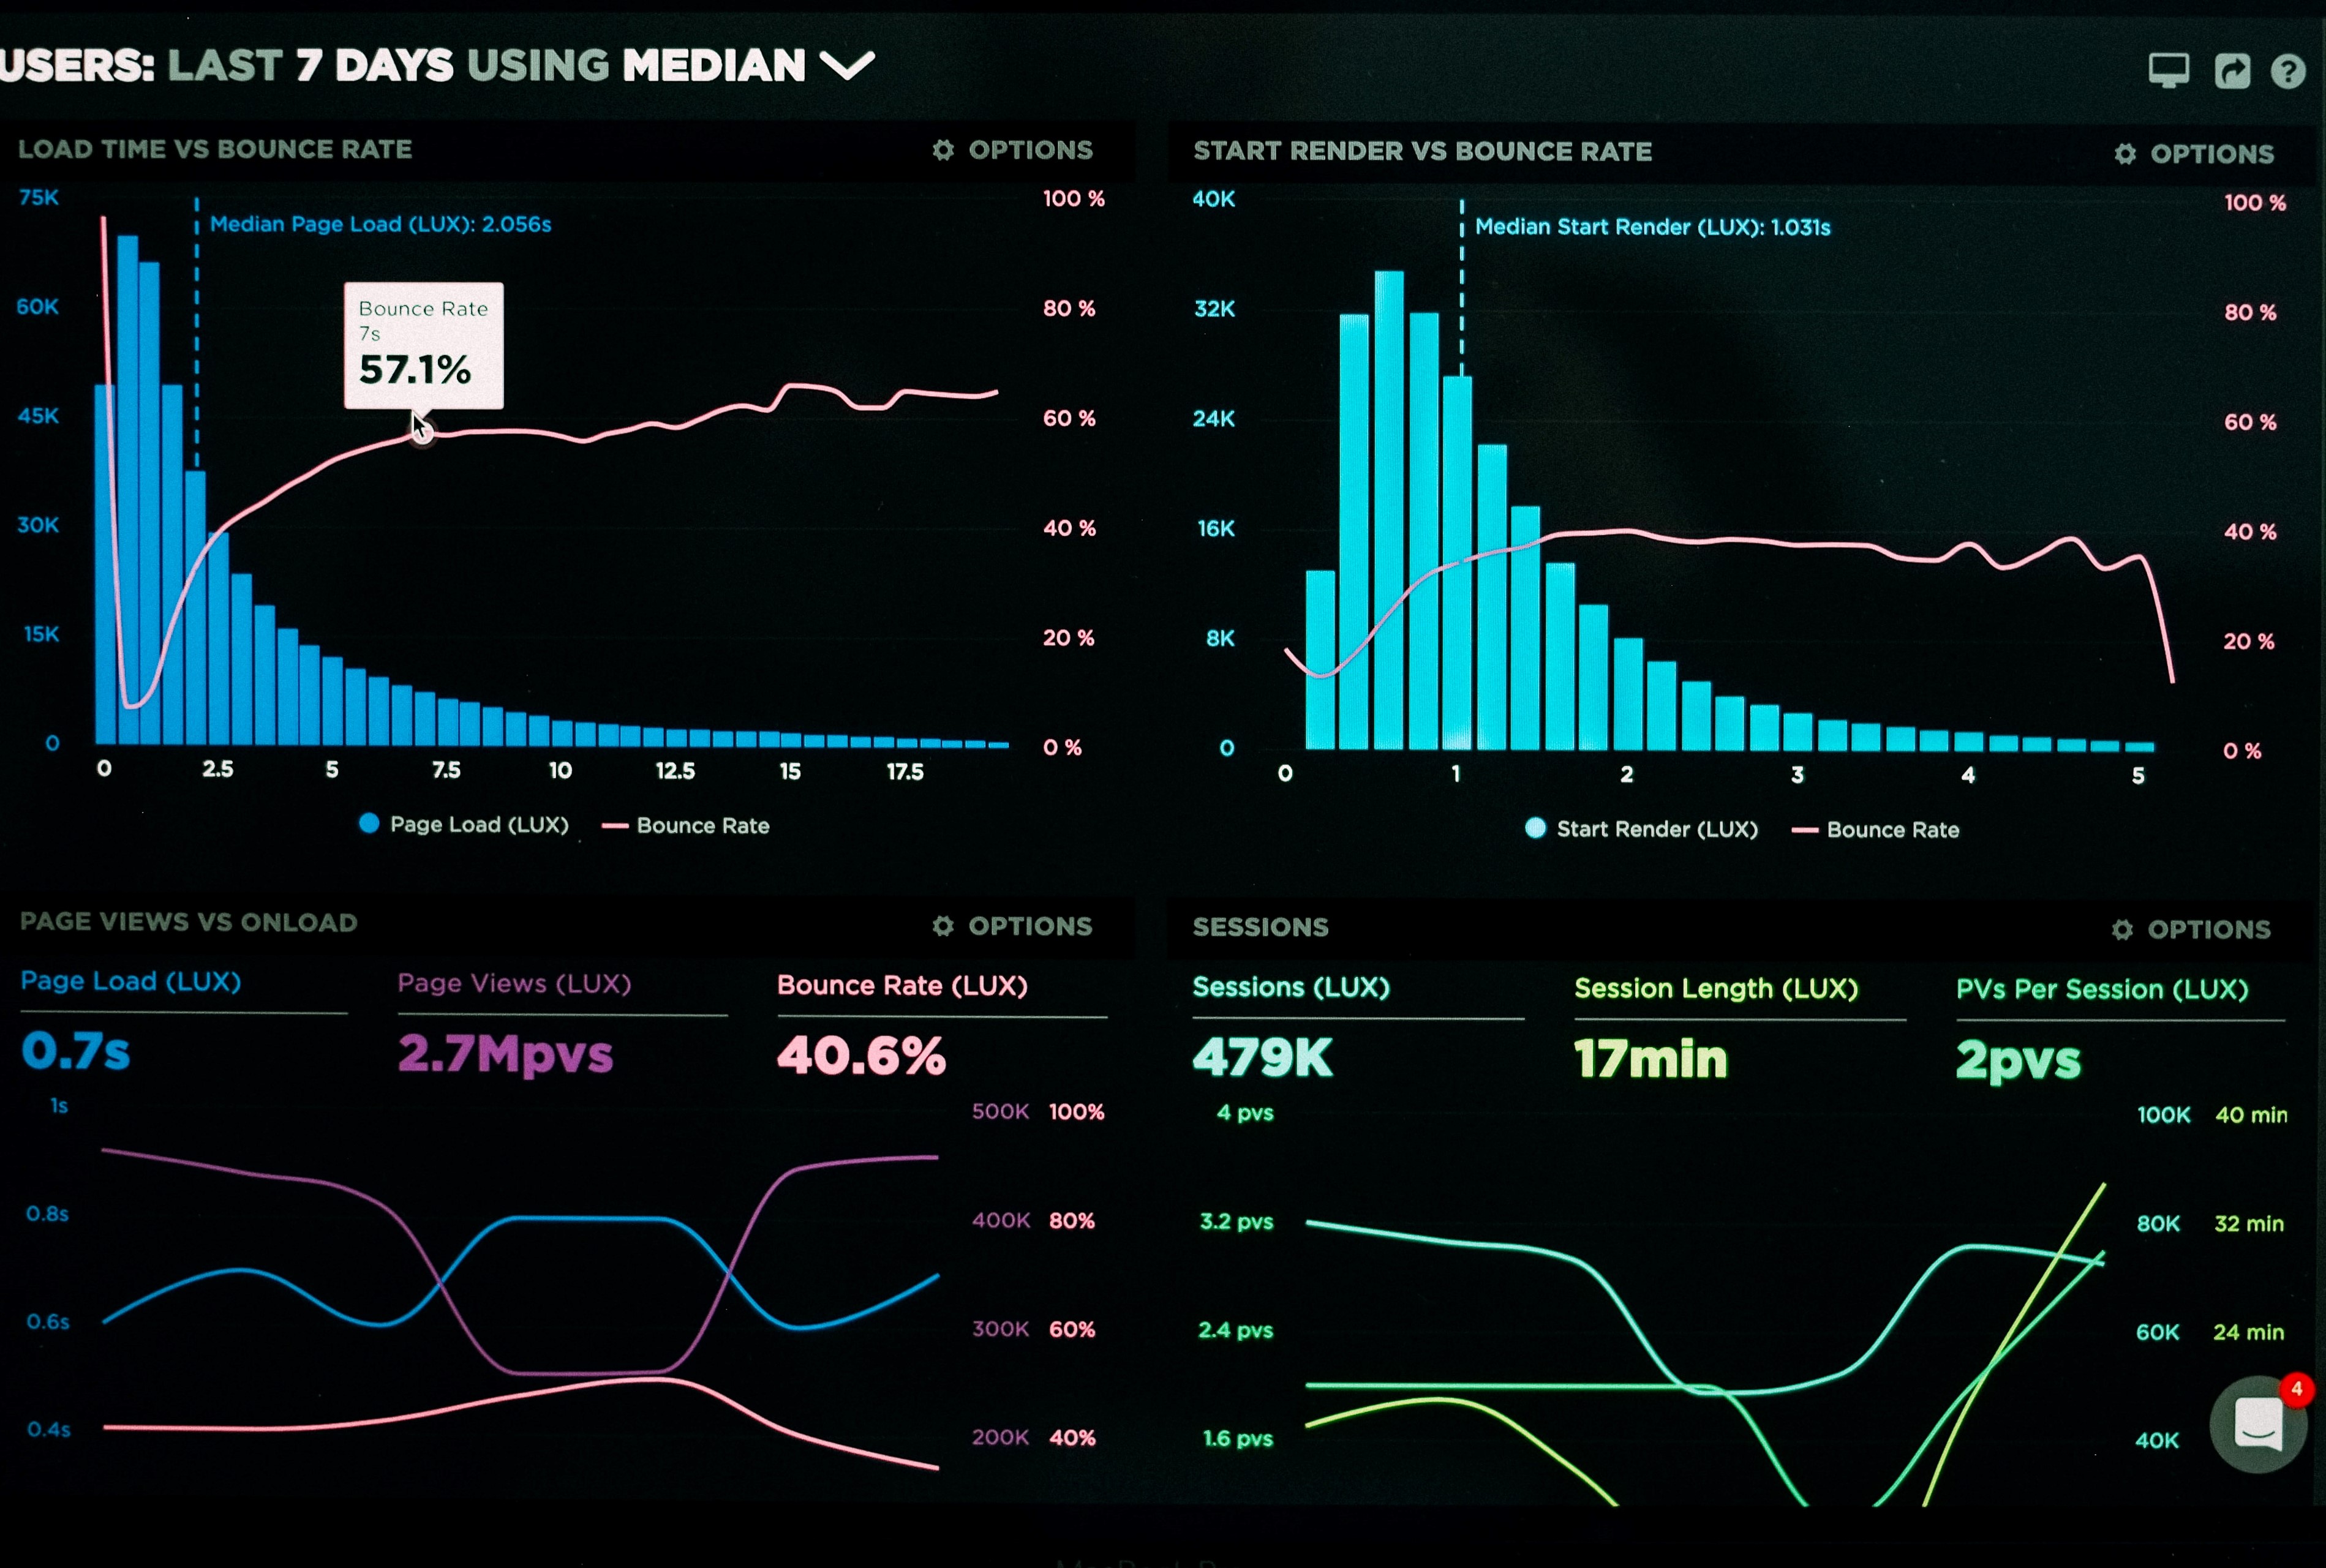 USERS: LAST 7 DAYS USING MEDIAN
LOAD TIME VS BOUNCE RATE
OPTIONS
75K
60K
45K
30K
15K
0
Median Page Load (LUX): 2.056s
Bounce Rate
7s
57.1%
100 %
80 %
60 %
40 %
20 %
0 %
0 2.5 5 7.5 10 12.5 15 17.5
Page Load (LUX) Bounce Rate
START RENDER VS BOUNCE RATE
OPTIONS
40K
32K
24K
16K
8K
0
Median Start Render (LUX): 1.031s
100 %
80 %
60 %
40 %
20 %
0 %
0 1 2 3 4 5
Start Render (LUX) Bounce Rate
PAGE VIEWS VS ONLOAD
OPTIONS
Page Load (LUX)
0.7s
Page Views (LUX)
2.7Mpvs
Bounce Rate (LUX)
40.6%
1s
0.8s
0.6s
0.4s
500K 100%
400K 80%
300K 60%
200K 40%
SESSIONS
OPTIONS
Sessions (LUX)
479K
Session Length (LUX)
17min
PVs Per Session (LUX)
2pvs
4 pvs
3.2 pvs
2.4 pvs
1.6 pvs
100K 40 min
80K 32 min
60K 24 min
40K
4